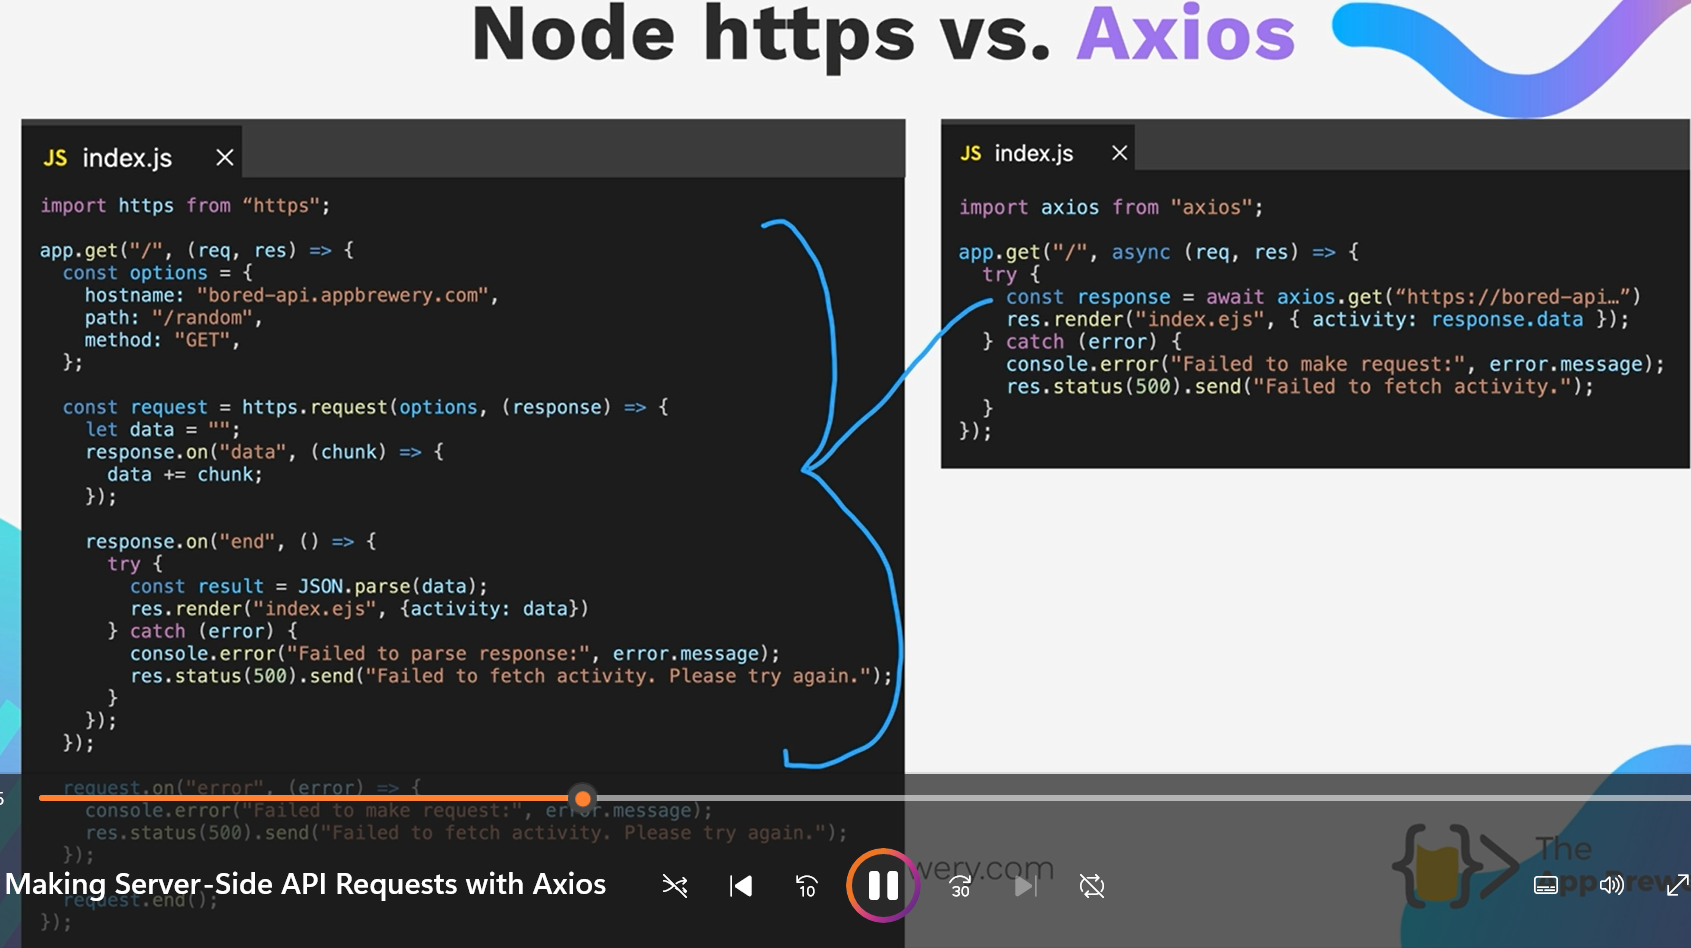 Node https vs. Axios
JS index.js ×
import https from “https";
app.get("/", (req, res) => {
const options = {
hostname: "bored-api.appbrewery.com",
path: "/random",
method: "GET",
};
const request = https.request(options, (response) => {
let data = "";
response.on("data", (chunk) => {
data += chunk;
});
response.on("end", () => {
try {
const result = JSON.parse(data);
res.render("index.ejs", {activity: data})
} catch (error) {
console.error("Failed to parse response:", error.message);
res.status(500).send("Failed to fetch activity. Please try again.");
}
});
});
request.on("error", (error) => {
console.error("Failed to make request:", error.message);
res.status(500).send("Failed to fetch activity. Please try again.");
});
request.end();
});
JS index.js ×
import axios from "axios";
app.get("/", async (req, res) => {
try {
const response = await axios.get(“https://bored-api…”)
res.render("index.ejs", { activity: response.data });
} catch (error) {
console.error("Failed to make request:", error.message);
res.status(500).send("Failed to fetch activity.");
}
});
5
Making Server-Side API Requests with Axios
10
30
wery.com
The
App Brew